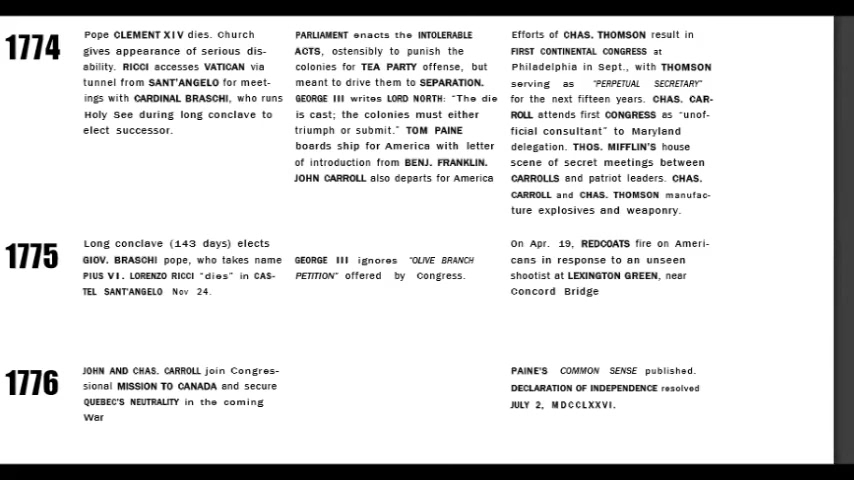 1774
Pope CLEMENT XIV dies. Church
gives appearance of serious dis-
ability. RICCI accesses VATICAN via
tunnel from SANT'ANGELO for meet-
ings with CARDINAL BRASCHI, who runs
Holy See during long conclave to
elect successor.
PARLIAMENT enacts the INTOLERABLE
ACTS, ostensibly to punish the
colonies for TEA PARTY offense, but
meant to drive them to SEPARATION.
GEORGE III writes LORD NORTH: "The die
is cast; the colonies must either
triumph or submit." TOM PAINE
boards ship for America with letter
of introduction from BENJ. FRANKLIN.
JOHN CARROLL also departs for America
Efforts of CHAS. THOMSON result in
FIRST CONTINENTAL CONGRESS at
Philadelphia in Sept., with THOMSON
serving as "PERPETUAL SECRETARY"
for the next fifteen years. CHAS. CAR-
ROLL attends first CONGRESS as "unof-
ficial consultant" to Maryland
delegation. THOS. MIFFLIN'S house
scene of secret meetings between
CARROLLS and patriot leaders. CHAS.
CARROLL and CHAS. THOMSON manufac-
ture explosives and weaponry.
1775
Long conclave (143 days) elects
GIOV. BRASCHI pope, who takes name
PIUS VI. LORENZO RICCI "dies" in CAS-
TEL SANT'ANGELO Nov 24.
GEORGE III ignores "OLIVE BRANCH
PETITION" offered by Congress.
On Apr. 19, REDCOATS fire on Ameri-
cans in response to an unseen
shootist at LEXINGTON GREEN, near
Concord Bridge
1776
JOHN AND CHAS. CARROLL join Congres-
sional MISSION TO CANADA and secure
QUEBEC'S NEUTRALITY in the coming
War
PAINE'S COMMON SENSE published.
DECLARATION OF INDEPENDENCE resolved
JULY 2, MDCCLXXVI.